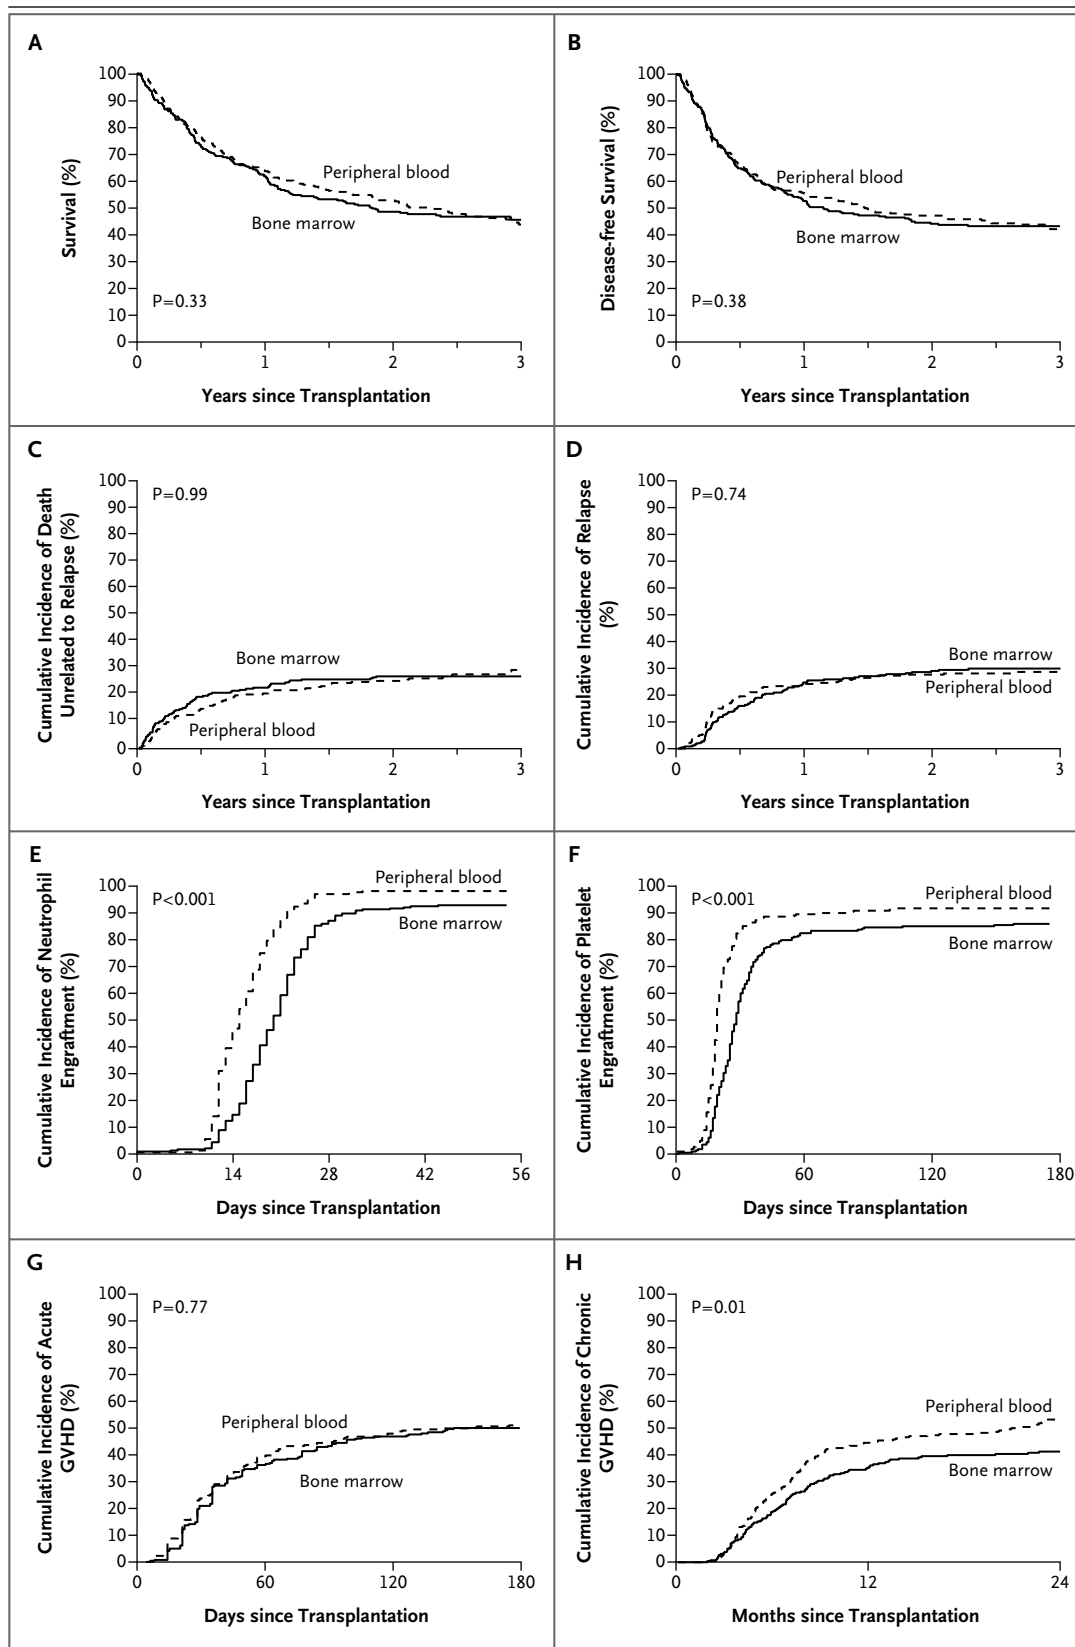 A
100
90
80
70
60
50
40
30
20
10
0
Survival (%)
Peripheral blood
Bone marrow
P=0.33
0 1 2 3
Years since Transplantation
B
100
90
80
70
60
50
40
30
20
10
0
Disease-free Survival (%)
Peripheral blood
Bone marrow
P=0.38
0 1 2 3
Years since Transplantation
C
100
90
80
70
60
50
40
30
20
10
0
Cumulative Incidence of Death
Unrelated to Relapse (%)
P=0.99
Bone marrow
Peripheral blood
0 1 2 3
Years since Transplantation
D
100
90
80
70
60
50
40
30
20
10
0
Cumulative Incidence of Relapse
(%)
P=0.74
Bone marrow
Peripheral blood
0 1 2 3
Years since Transplantation
E
100
90
80
70
60
50
40
30
20
10
0
Cumulative Incidence of Neutrophil
Engraftment (%)
P<0.001
Peripheral blood
Bone marrow
0 14 28 42 56
Days since Transplantation
F
100
90
80
70
60
50
40
30
20
10
0
Cumulative Incidence of Platelet
Engraftment (%)
P<0.001
Peripheral blood
Bone marrow
0 60 120 180
Days since Transplantation
G
100
90
80
70
60
50
40
30
20
10
0
Cumulative Incidence of Acute
GVHD (%)
P=0.77
Peripheral blood
Bone marrow
0 60 120 180
Days since Transplantation
H
100
90
80
70
60
50
40
30
20
10
0
Cumulative Incidence of Chronic
GVHD (%)
P=0.01
Peripheral blood
Bone marrow
0 12 24
Months since Transplantation